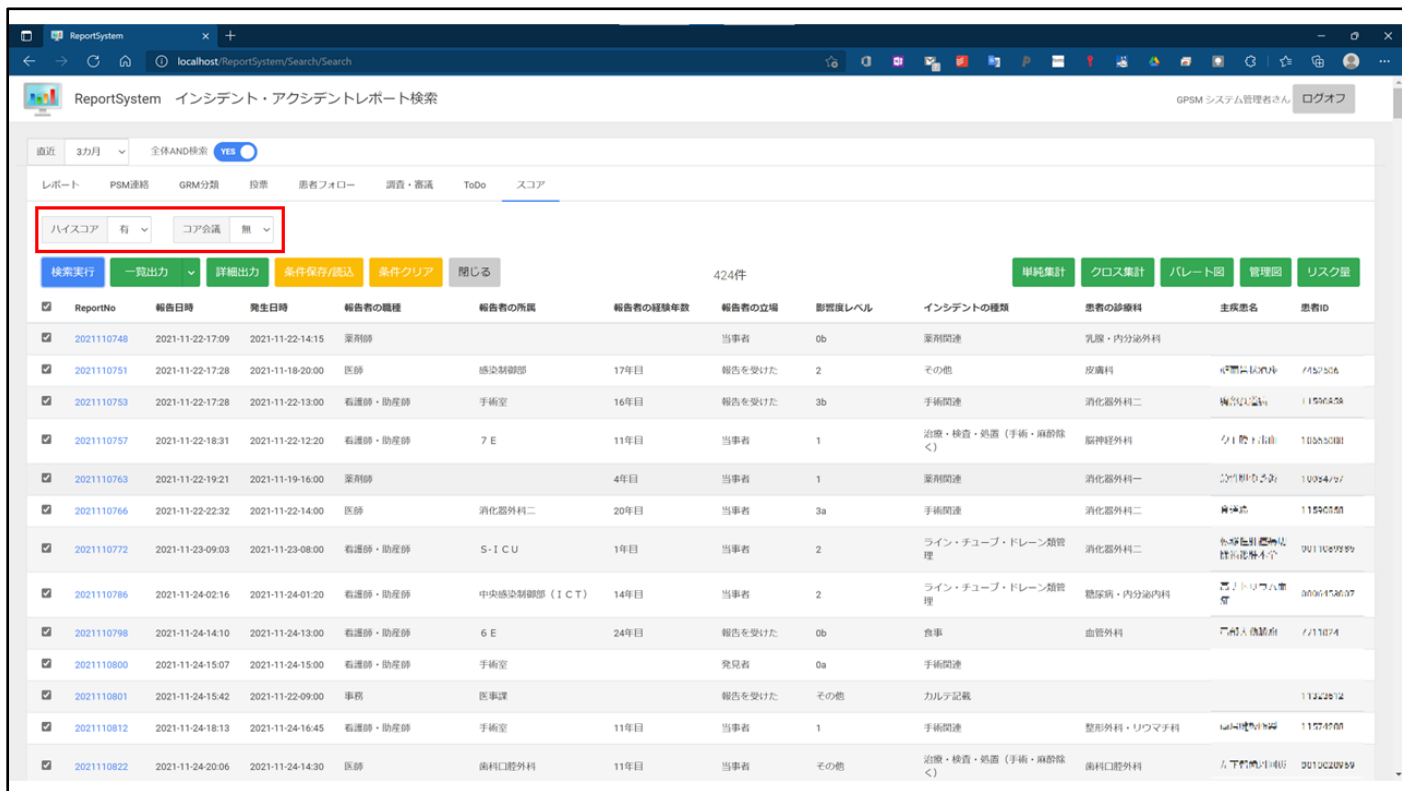 ReportSystem
localhost/ReportSystem/Search/Search
ReportSystem インシデント・アクシデントレポート検索 GPSM システム管理者さん ログオフ
直近 3カ月 全体AND検索 YES
レポート PSM連絡 GRM分類 投票 患者フォロー 調査・審議 ToDo スコア
ハイスコア 有 コア会議 無
検索実行 一覧出力 詳細出力 条件保存/読込 条件クリア 閉じる 424件 単純集計 クロス集計 パレート図 管理図 リスク量
ReportNo 報告日時 発生日時 報告者の職種 報告者の所属 報告者の経験年数 報告者の立場 影響度レベル インシデントの種類 患者の診療科 主疾患名 患者ID
2021110748 2021-11-22-17:09 2021-11-22-14:15 薬剤師 当事者 0b 薬剤関連 乳腺・内分泌外科
2021110751 2021-11-22-17:28 2021-11-18-20:00 医師 感染制御部 17年目 報告を受けた 2 その他 皮膚科
2021110753 2021-11-22-17:28 2021-11-22-13:00 看護師・助産師 手術室 16年目 報告を受けた 3b 手術関連 消化器外科二
2021110757 2021-11-22-18:31 2021-11-22-12:20 看護師・助産師 7E 11年目 当事者 1 治療・検査・処置（手術・麻酔除く） 脳神経外科
2021110763 2021-11-22-19:21 2021-11-19-16:00 薬剤師 4年目 当事者 1 薬剤関連 消化器外科一
2021110766 2021-11-22-22:32 2021-11-22-14:00 医師 消化器外科二 20年目 当事者 3a 手術関連 消化器外科二
2021110772 2021-11-23-09:03 2021-11-23-08:00 看護師・助産師 S-ICU 1年目 当事者 2 ライン・チューブ・ドレーン類管理 消化器外科二
2021110786 2021-11-24-02:16 2021-11-24-01:20 看護師・助産師 中央感染制御部（ICT） 14年目 当事者 2 ライン・チューブ・ドレーン類管理 糖尿病・内分泌内科
2021110798 2021-11-24-14:10 2021-11-24-13:00 看護師・助産師 6E 24年目 報告を受けた 0b 食事 血管外科
2021110800 2021-11-24-15:07 2021-11-24-15:00 看護師・助産師 手術室 発見者 0a 手術関連
2021110801 2021-11-24-15:42 2021-11-22-09:00 事務 医事課 報告を受けた その他 カルテ記載
2021110812 2021-11-24-18:13 2021-11-24-16:45 看護師・助産師 手術室 11年目 当事者 1 手術関連 整形外科・リウマチ科
2021110822 2021-11-24-20:06 2021-11-24-14:30 医師 歯科口腔外科 11年目 当事者 その他 治療・検査・処置（手術・麻酔除く） 歯科口腔外科